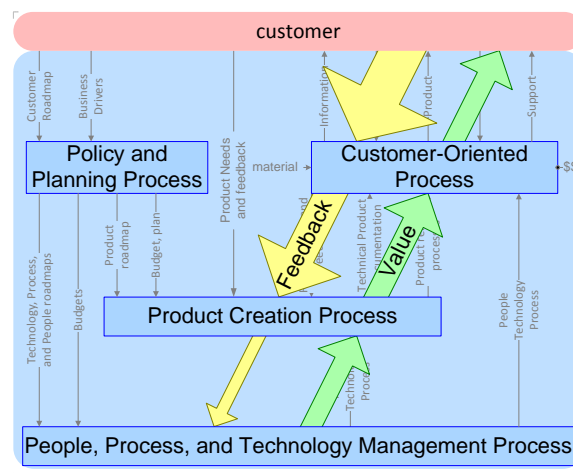 customer
Customer
Roadmap
Business
Drivers
Product Needs
and feedback
Information
Product
Support
Policy and
Planning Process
material
Customer-Oriented
Process
Technology, Process,
and People roadmaps
Budgets
Product
roadmap
Budget, plan
Feedback
Technical Product
Value
People
Technology
Process
Product Creation Process
Process
People, Process, and Technology Management Process